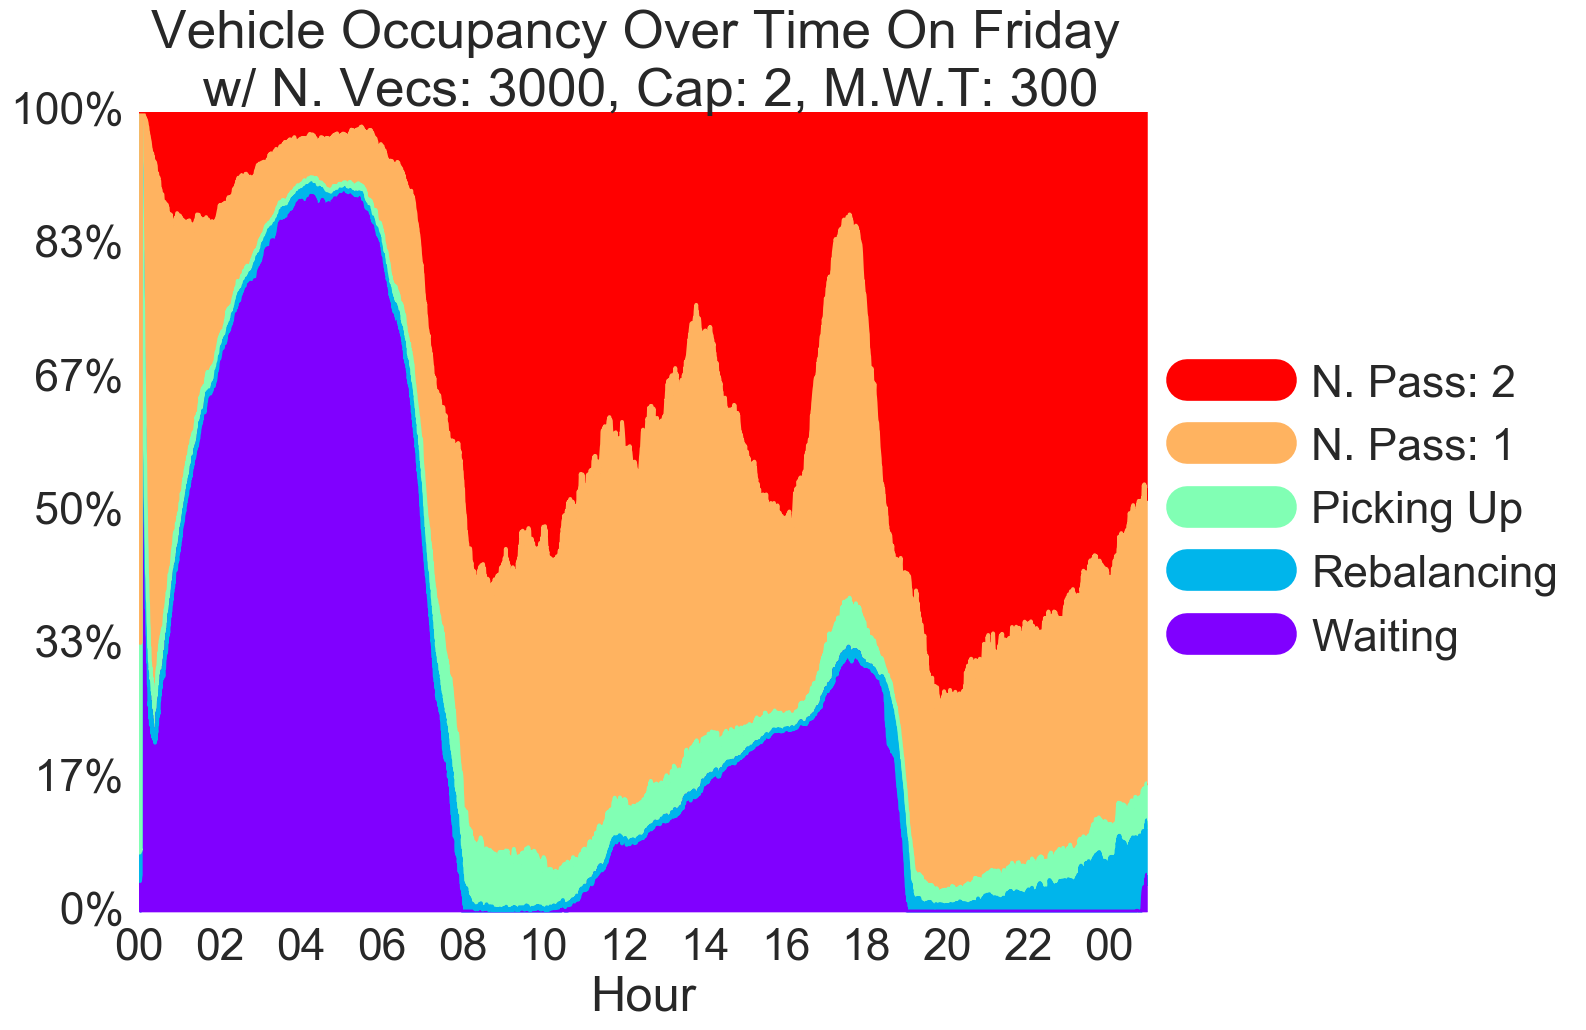 Vehicle Occupancy Over Time On Friday
w/ N. Vecs: 3000, Cap: 2, M.W.T: 300
100%
83%
67%
50%
33%
17%
0%
00 02 04 06 08 10 12 14 16 18 20 22 00
Hour
N. Pass: 2
N. Pass: 1
Picking Up
Rebalancing
Waiting